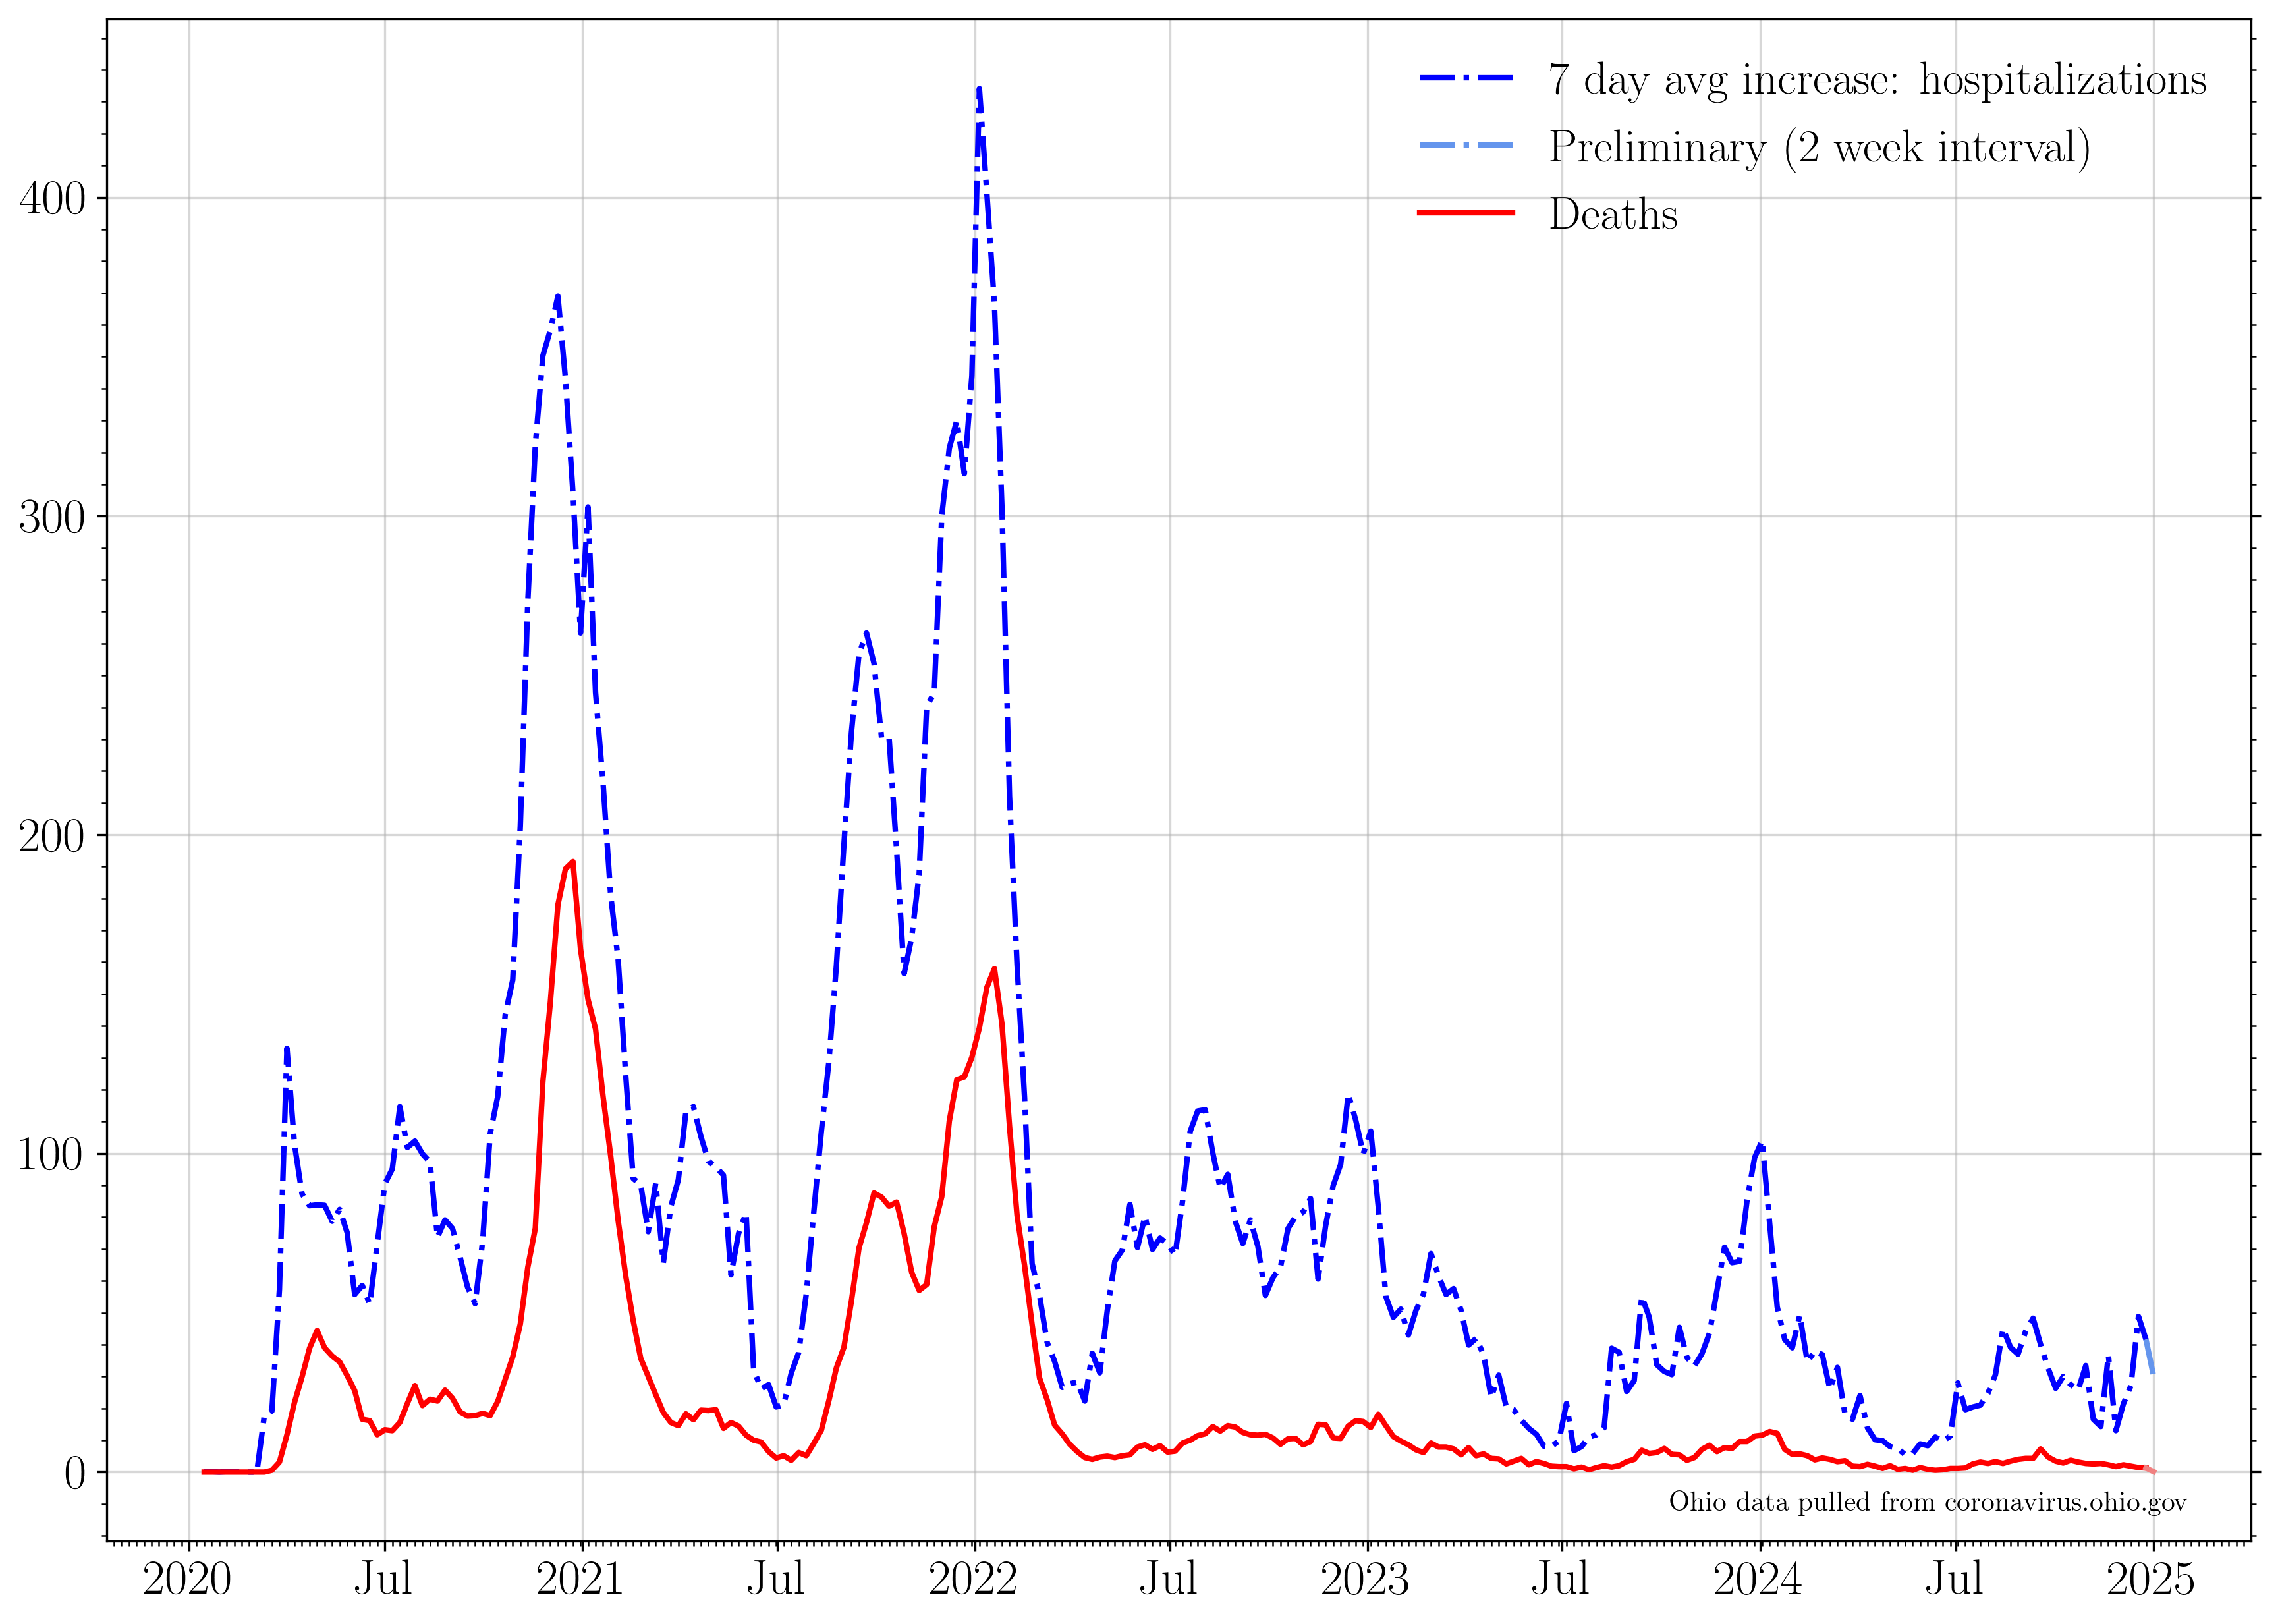 7 day avg increase: hospitalizations
Preliminary (2 week interval)
Deaths
400
300
200
100
0
Ohio data pulled from coronavirus.ohio.gov
2020 Jul 2021 Jul 2022 Jul 2023 Jul 2024 Jul 2025